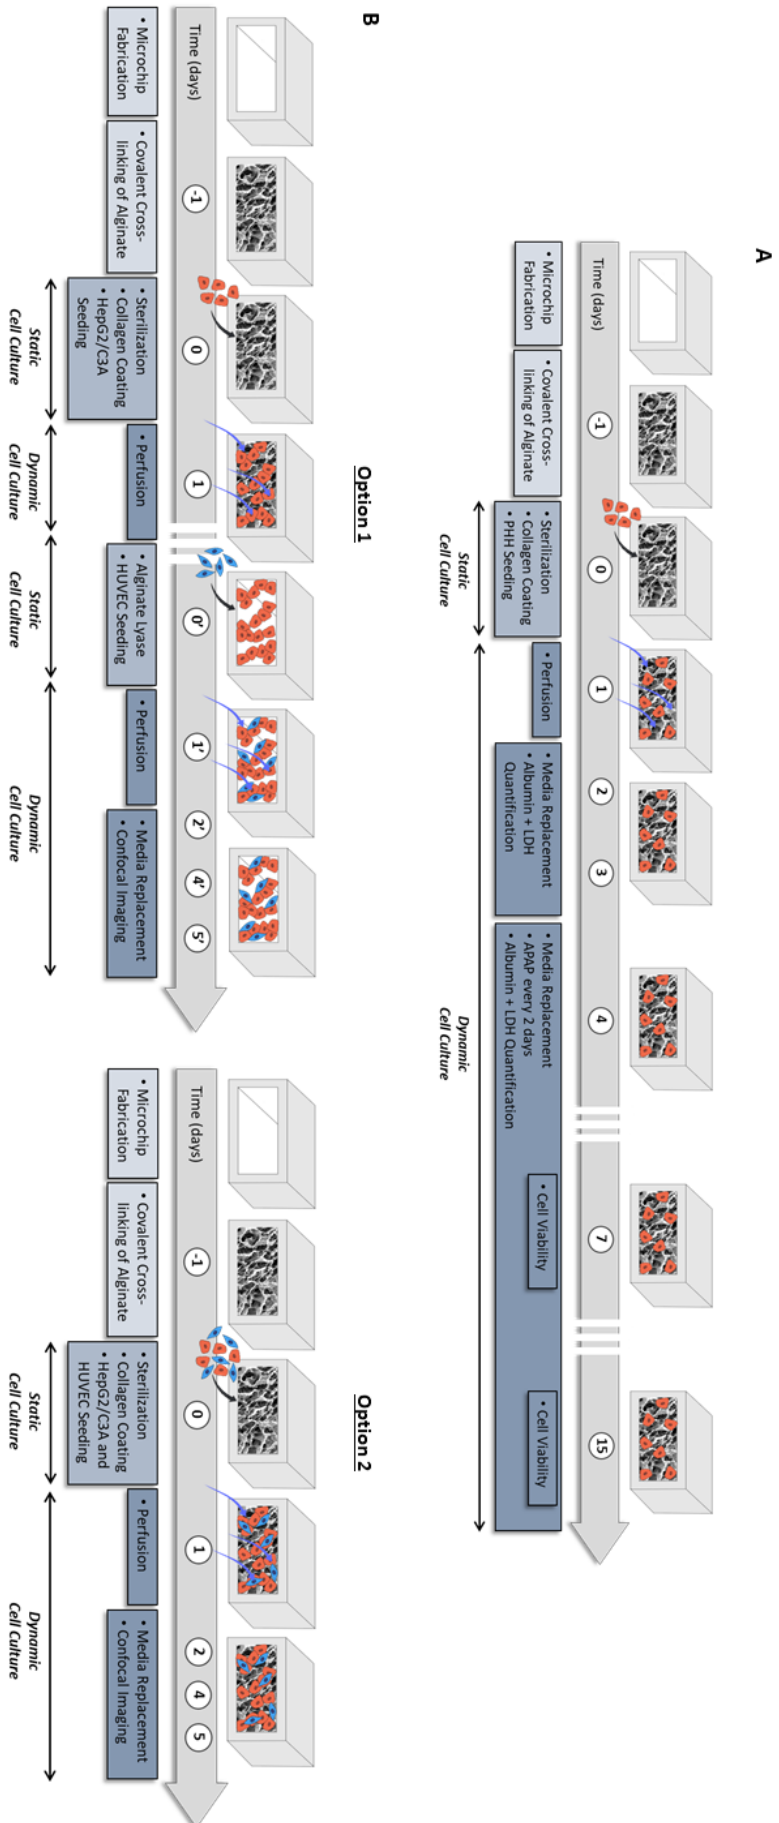 A
Time (days)
-1
0
1
2
3
4
7
15
• Microchip
Fabrication
• Covalent Cross-
linking of Alginate
• Sterilization
• Collagen Coating
• PHH Seeding
• Perfusion
• Media Replacement
• Albumin + LDH
Quantification
• Media Replacement
• APAP every 2 days
• Albumin + LDH Quantification
• Cell Viability
• Cell Viability
Static
Cell Culture
Dynamic
Cell Culture
B
Option 1
Time (days)
-1
0
1
0'
1'
2'
4'
5'
• Microchip
Fabrication
• Covalent Cross-
linking of Alginate
• Sterilization
• Collagen Coating
• HepG2/C3A
Seeding
• Perfusion
• Alginate Lyase
• HUVEC Seeding
• Perfusion
• Media Replacement
• Confocal Imaging
Static
Cell Culture
Dynamic
Cell Culture
Static
Cell Culture
Dynamic
Cell Culture
Option 2
Time (days)
-1
0
1
2
4
5
• Microchip
Fabrication
• Covalent Cross-
linking of Alginate
• Sterilization
• Collagen Coating
• HepG2/C3A and
HUVEC Seeding
• Perfusion
• Media Replacement
• Confocal Imaging
Static
Cell Culture
Dynamic
Cell Culture